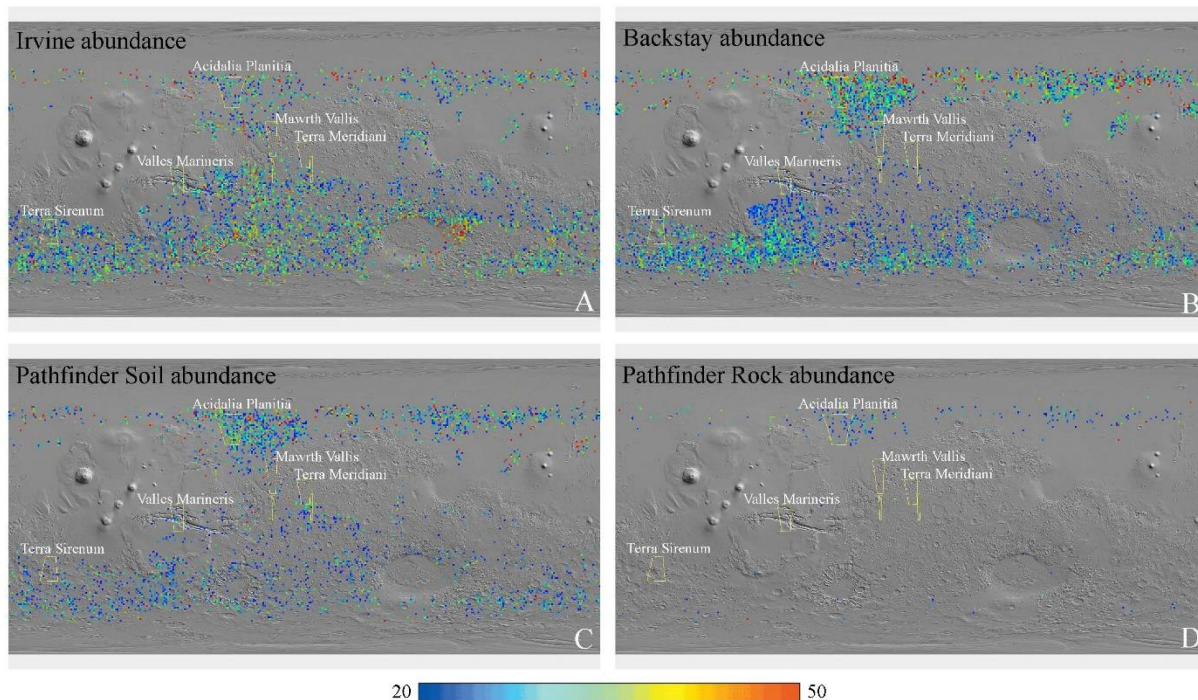 Irvine abundance
Acidalia Planitia
Mawrth Vallis
Terra Meridiani
Valles Marineris
Terra Sirenum
A
Backstay abundance
Acidalia Planitia
Mawrth Vallis
Terra Meridiani
Valles Marineris
Terra Sirenum
B
Pathfinder Soil abundance
Acidalia Planitia
Mawrth Vallis
Terra Meridiani
Valles Marineris
Terra Sirenum
C
Pathfinder Rock abundance
Acidalia Planitia
Mawrth Vallis
Terra Meridiani
Valles Marineris
Terra Sirenum
D
20 50